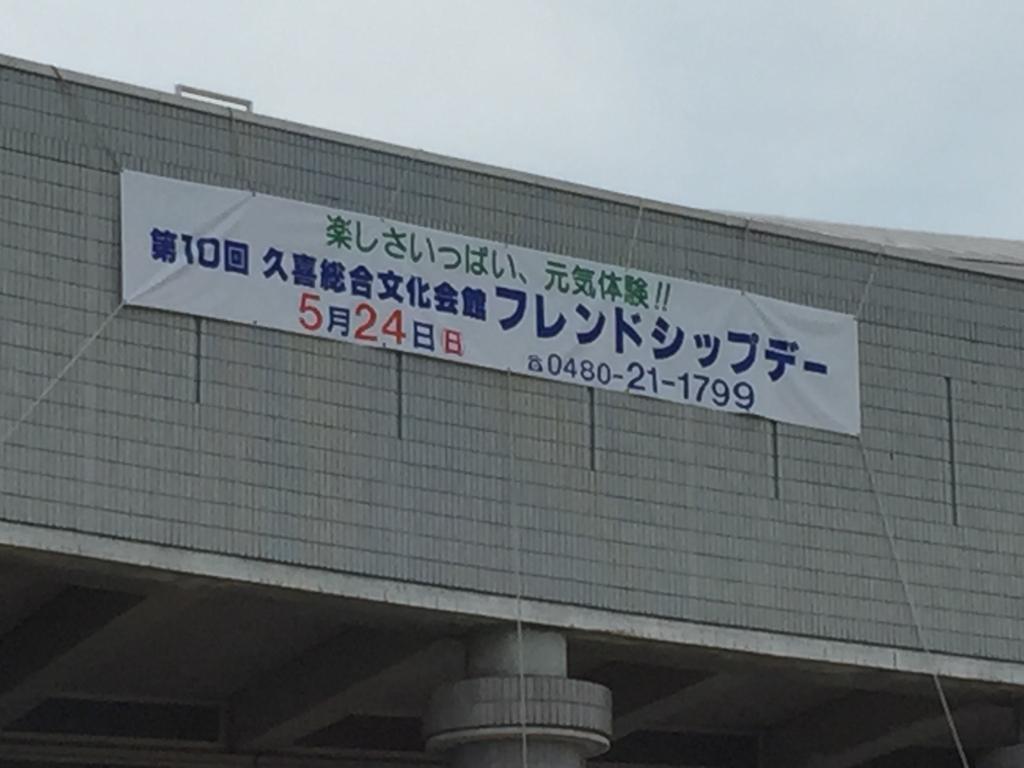 楽しさいっぱい、元気体験!!
第10回 久喜総合文化会館 フレンドシップデー
5月24日日 ☎0480-21-1799